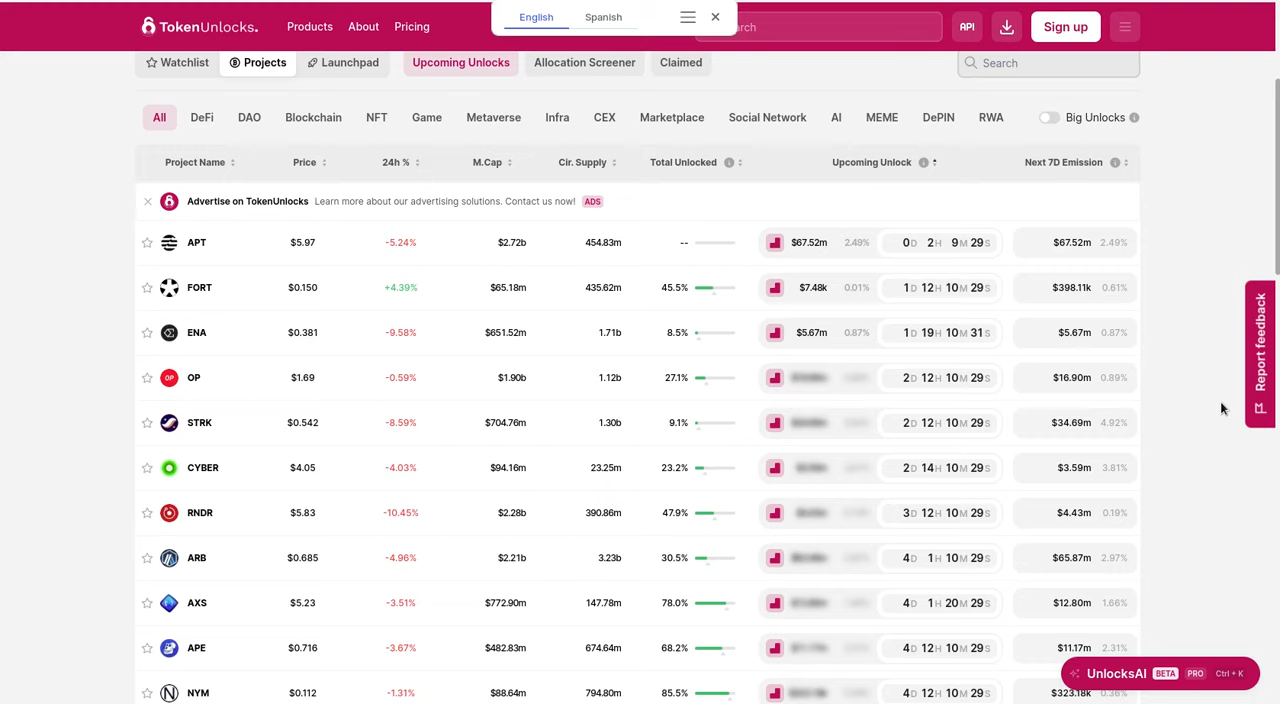 English Spanish
TokenUnlocks. Products About Pricing arch API Sign up
Watchlist Projects Launchpad Upcoming Unlocks Allocation Screener Claimed Search
All DeFi DAO Blockchain NFT Game Metaverse Infra CEX Marketplace Social Network AI MEME DePIN RWA Big Unlocks
Project Name Price 24h % M.Cap Cir. Supply Total Unlocked Upcoming Unlock Next 7D Emission
Advertise on TokenUnlocks Learn more about our advertising solutions. Contact us now! ADS
APT $5.97 -5.24% $2.72b 454.83m -- $67.52m 2.49% 0D 2H 9M 29S $67.52m 2.49%
FORT $0.150 +4.39% $65.18m 435.62m 45.5% $7.48k 0.01% 1D 12H 10M 29S $398.11k 0.61%
ENA $0.381 -9.58% $651.52m 1.71b 8.5% $5.67m 0.87% 1D 19H 10M 31S $5.67m 0.87%
OP $1.69 -0.59% $1.90b 1.12b 27.1% 2D 12H 10M 29S $16.90m 0.89%
STRK $0.542 -8.59% $704.76m 1.30b 9.1% 2D 12H 10M 29S $34.69m 4.92%
CYBER $4.05 -4.03% $94.16m 23.25m 23.2% 2D 14H 10M 29S $3.59m 3.81%
RNDR $5.83 -10.45% $2.28b 390.86m 47.9% 3D 12H 10M 29S $4.43m 0.19%
ARB $0.685 -4.96% $2.21b 3.23b 30.5% 4D 1H 10M 29S $65.87m 2.97%
AXS $5.23 -3.51% $772.90m 147.78m 78.0% 4D 1H 20M 29S $12.80m 1.66%
APE $0.716 -3.67% $482.83m 674.64m 68.2% 4D 12H 10M 29S $11.17m 2.31%
NYM $0.112 -1.31% $88.64m 794.80m 85.5% 4D 12H 10M 29S $323.18k 0.36%
Report feedback
UnlocksAI BETA PRO Ctrl + K